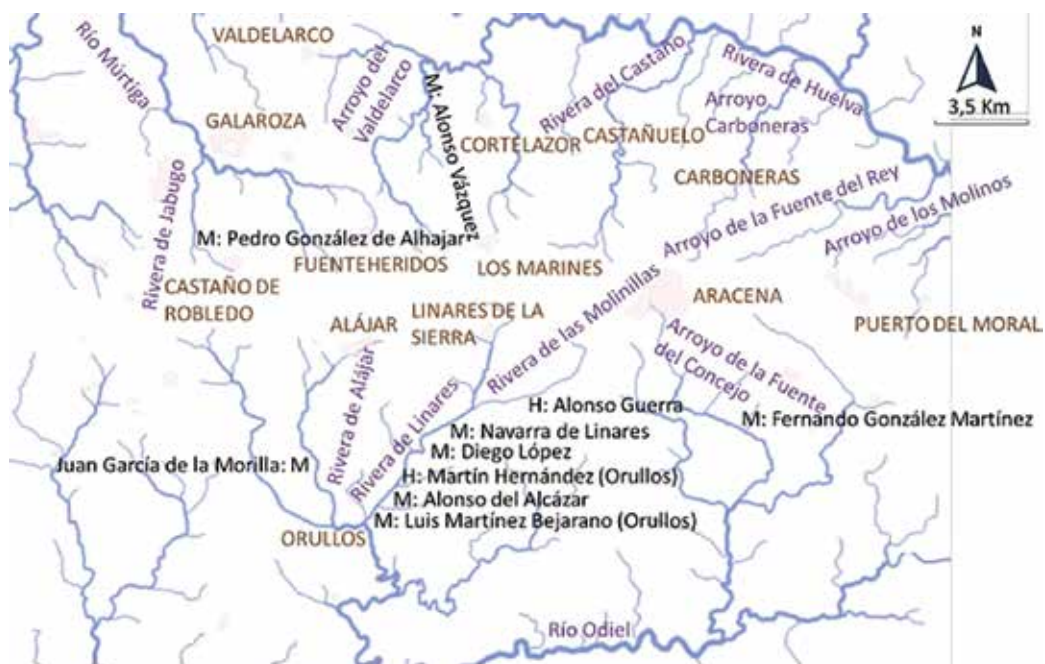 VALDELARCO
Río Múrtiga
Arroyo del
Valdelarco
M: Alonso Vázquez
Rivera del Castaño
Rivera de Huelva
N
3,5 Km
GALAROZA
CORTELAZOR
CASTAÑUELO
Arroyo
Carboneras
CARBONERAS
Rivera de Jabugo
M: Pedro González de Alhajar
FUENTEHERIDOS
LOS MARINES
Arroyo de la Fuente del Rey
Arroyo de los Molinos
CASTAÑO DE
ROBLEDO
ALÁJAR
LINARES DE LA
SIERRA
Rivera de las Molinillas
ARACENA
PUERTO DEL MORAL
Rivera de Alájar
Rivera de Linares
Arroyo de la Fuente
del Concejo
H: Alonso Guerra
M: Fernando González Martínez
M: Navarra de Linares
M: Diego López
Juan García de la Morilla: M
H: Martín Hernández (Orullos)
M: Alonso del Alcázar
M: Luis Martínez Bejarano (Orullos)
ORULLOS
Río Odiel